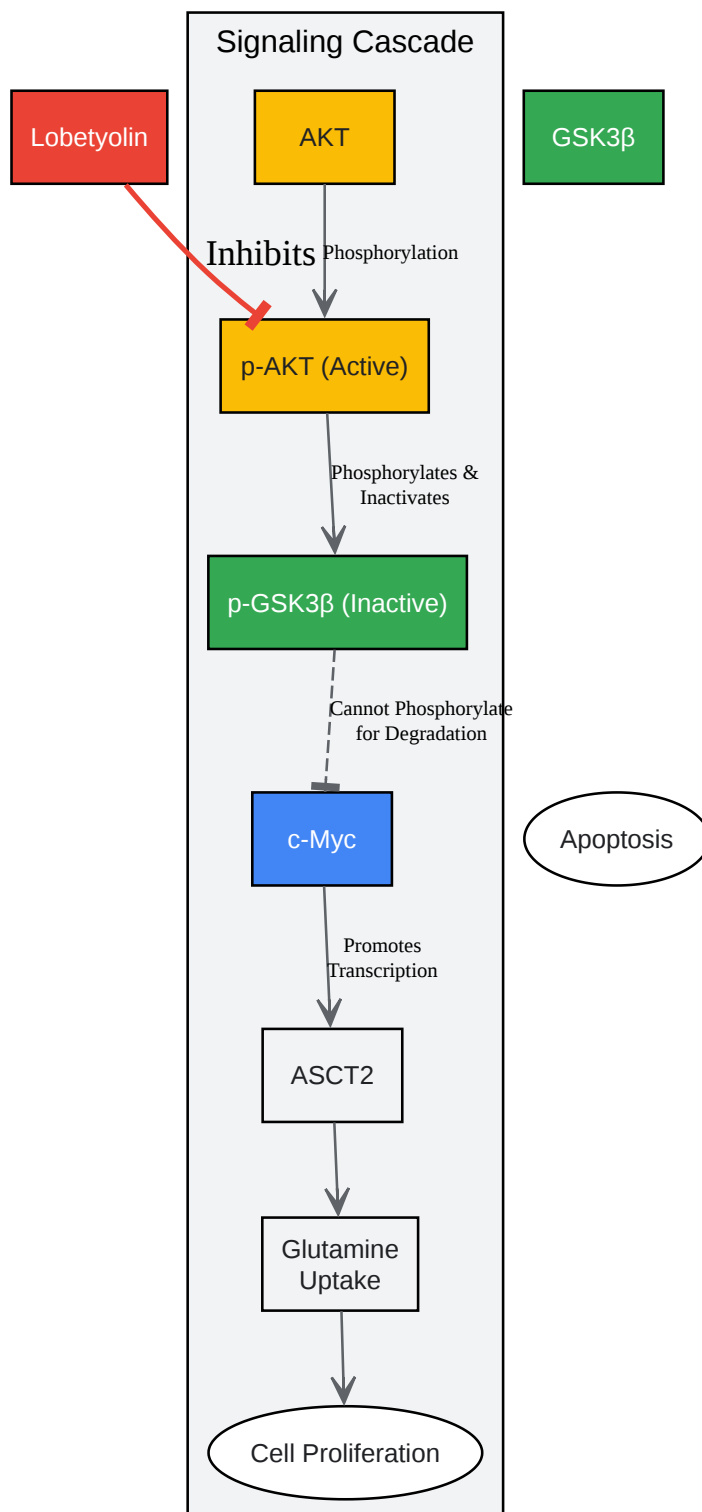 Signaling Cascade
Lobetyolin
AKT
GSK3β
Inhibits
Phosphorylation
p-AKT (Active)
Phosphorylates &
Inactivates
p-GSK3β (Inactive)
Cannot Phosphorylate
for Degradation
c-Myc
Apoptosis
Promotes
Transcription
ASCT2
Glutamine
Uptake
Cell Proliferation